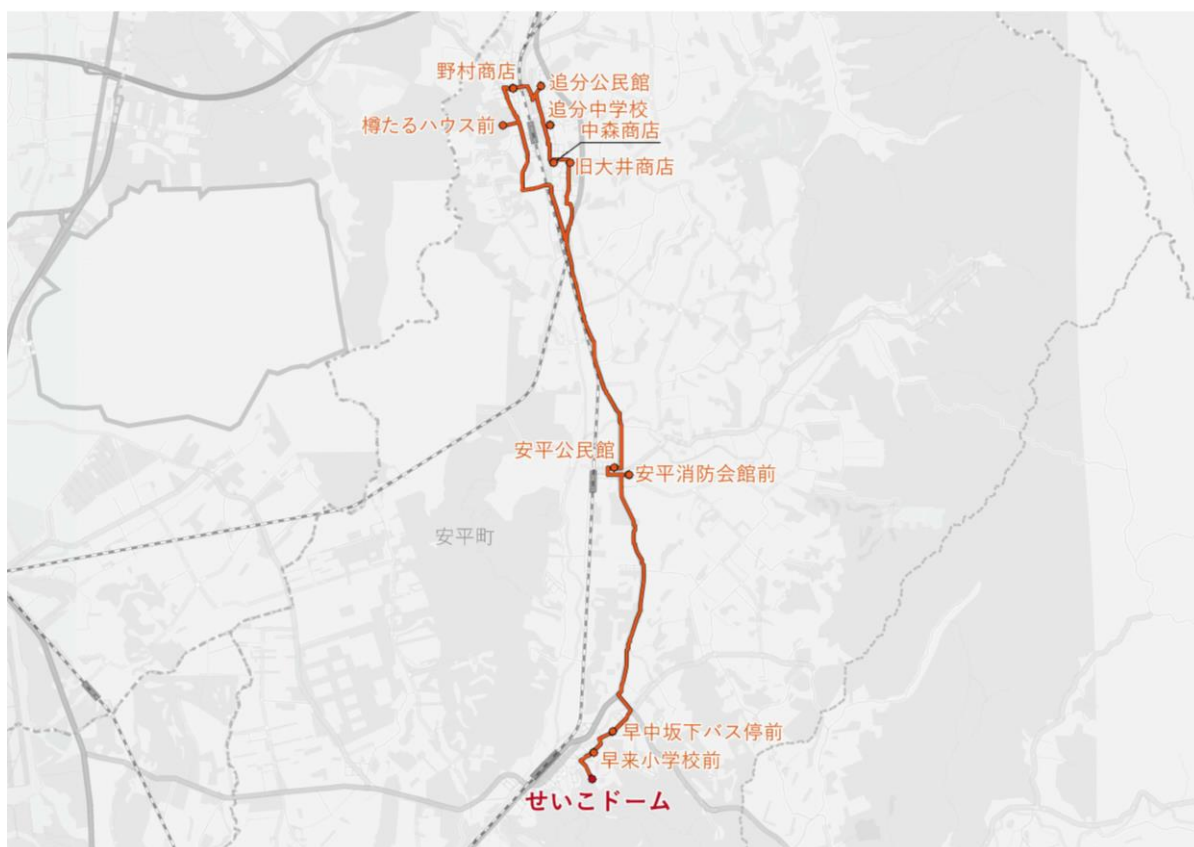 野村商店
追分公民館
追分中学校
樽たるハウス前
中森商店
旧大井商店
安平公民館
安平消防会館前
安平町
早中坂下バス停前
早来小学校前
せいこドーム